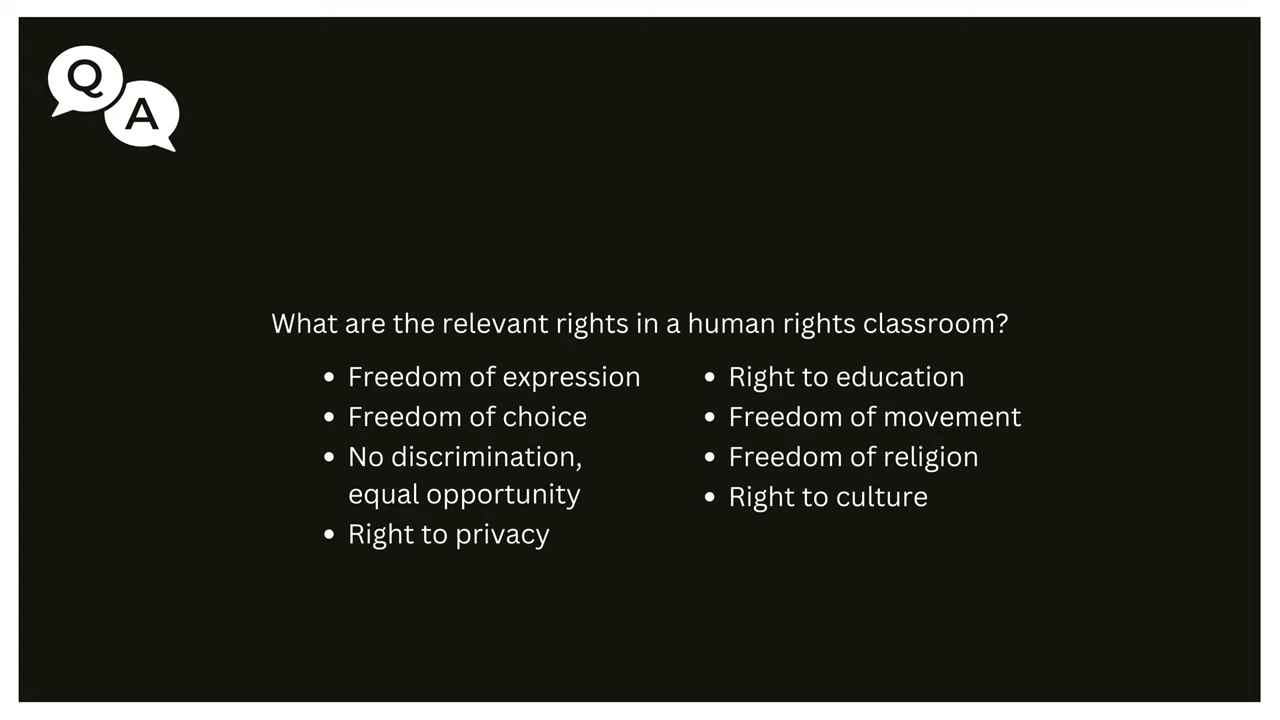 Q
A
What are the relevant rights in a human rights classroom?
Freedom of expression
Freedom of choice
No discrimination,
equal opportunity
Right to privacy
Right to education
Freedom of movement
Freedom of religion
Right to culture